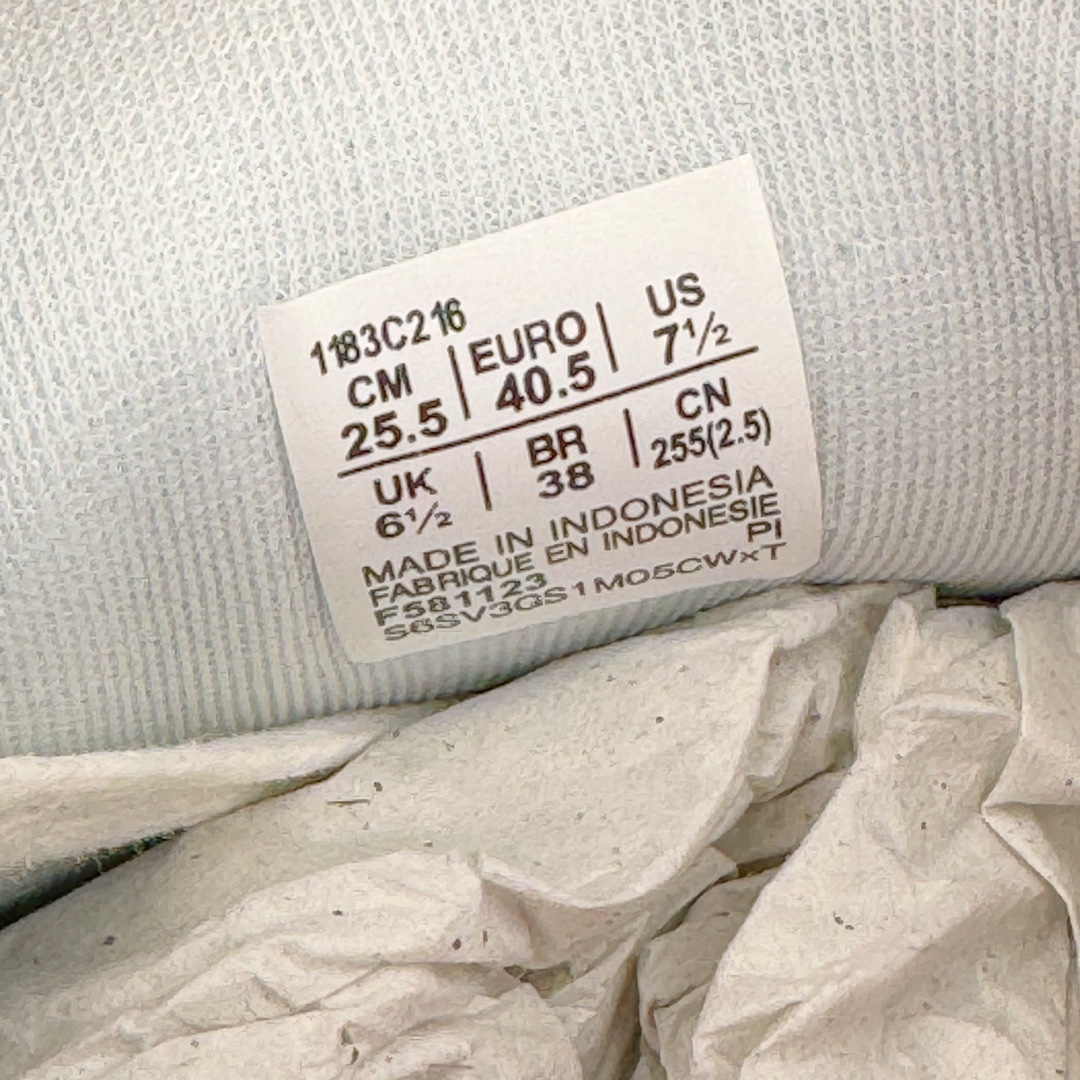 1183C216
CM | EURO | US
25.5 | 40.5 | 7½
UK | BR | CN
6½ | 38 | 255(2.5)
MADE IN INDONESIA
FABRIQUE EN INDONESIE
PI
F581123
S6SV3GS1MO5CWxT